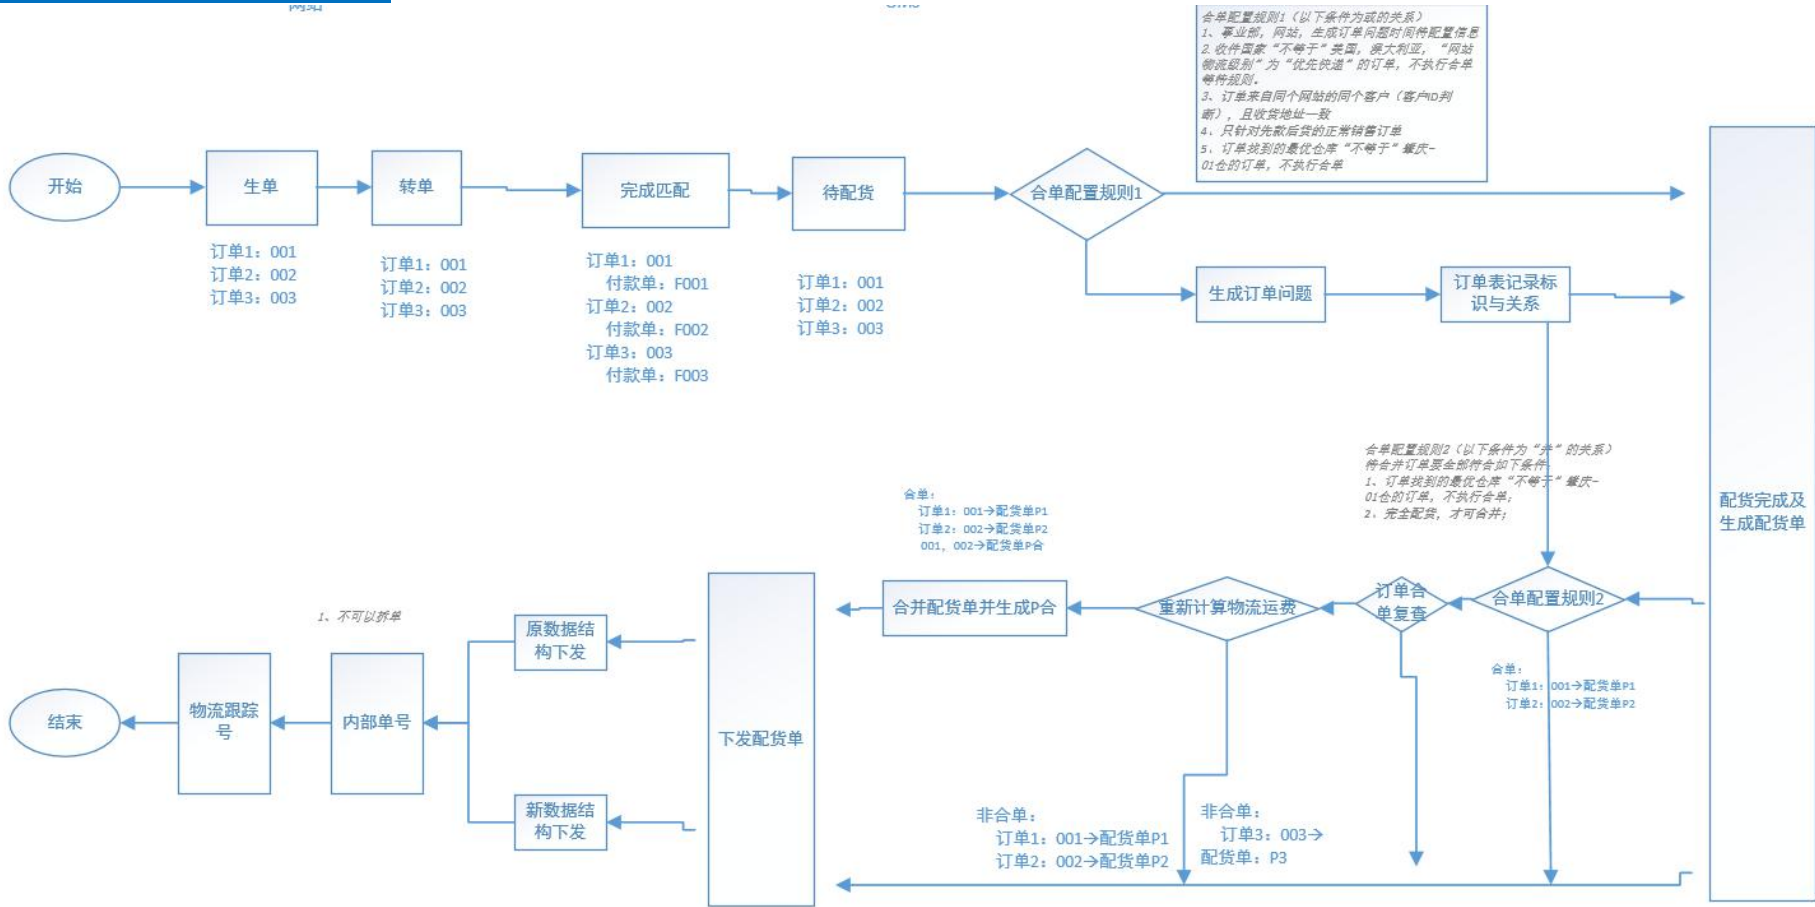 网站
OMS
合单配置规则1（以下条件为或的关系）
1、事业部，网站，生成订单问题时间待配置信息
2.收件国家“不等于”美国，澳大利亚，“网站
物流级别”为“优先快递”的订单，不执行合单
等待规则。
3、订单来自同个网站的同个客户（客户ID判
断），且收货地址一致
4、只针对先款后货的正常销售订单
5、订单找到的最优仓库“不等于”肇庆-
01仓的订单，不执行合单
开始
生单
转单
完成匹配
待配货
合单配置规则1
订单1：001
订单2：002
订单3：003
订单1：001
订单2：002
订单3：003
订单1：001
付款单：F001
订单2：002
付款单：F002
订单3：003
付款单：F003
订单1：001
订单2：002
订单3：003
生成订单问题
订单表记录标
识与关系
合单配置规则2（以下条件为“并”的关系）
待合并订单要全部符合如下条件：
1、订单找到的最优仓库“不等于”肇庆-
01仓的订单，不执行合单；
2、完全配货，才可合并；
配货完成及
生成配货单
合单：
订单1：001→配货单P1
订单2：002→配货单P2
001，002→配货单P合
合并配货单并生成P合
重新计算物流运费
订单合
单复查
合单配置规则2
合单：
订单1：001→配货单P1
订单2：002→配货单P2
1、不可以拆单
原数据结
构下发
结束
物流跟踪
号
内部单号
下发配货单
新数据结
构下发
非合单：
订单1：001→配货单P1
订单2：002→配货单P2
非合单：
订单3：003→
配货单：P3